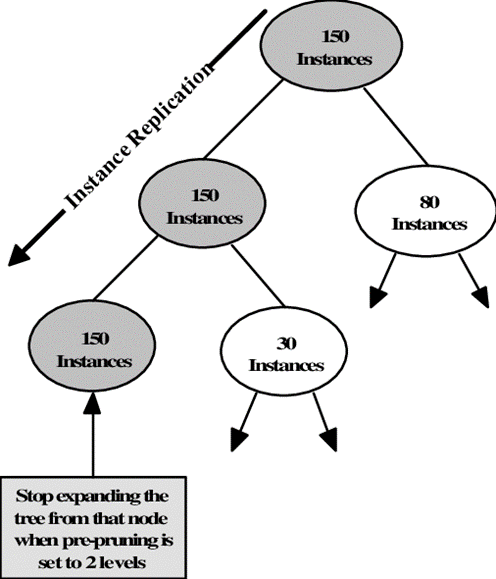 150
Instances
Instance Replication
150
Instances
80
Instances
150
Instances
30
Instances
Stop expanding the
tree from that node
when pre-pruning is
set to 2 levels